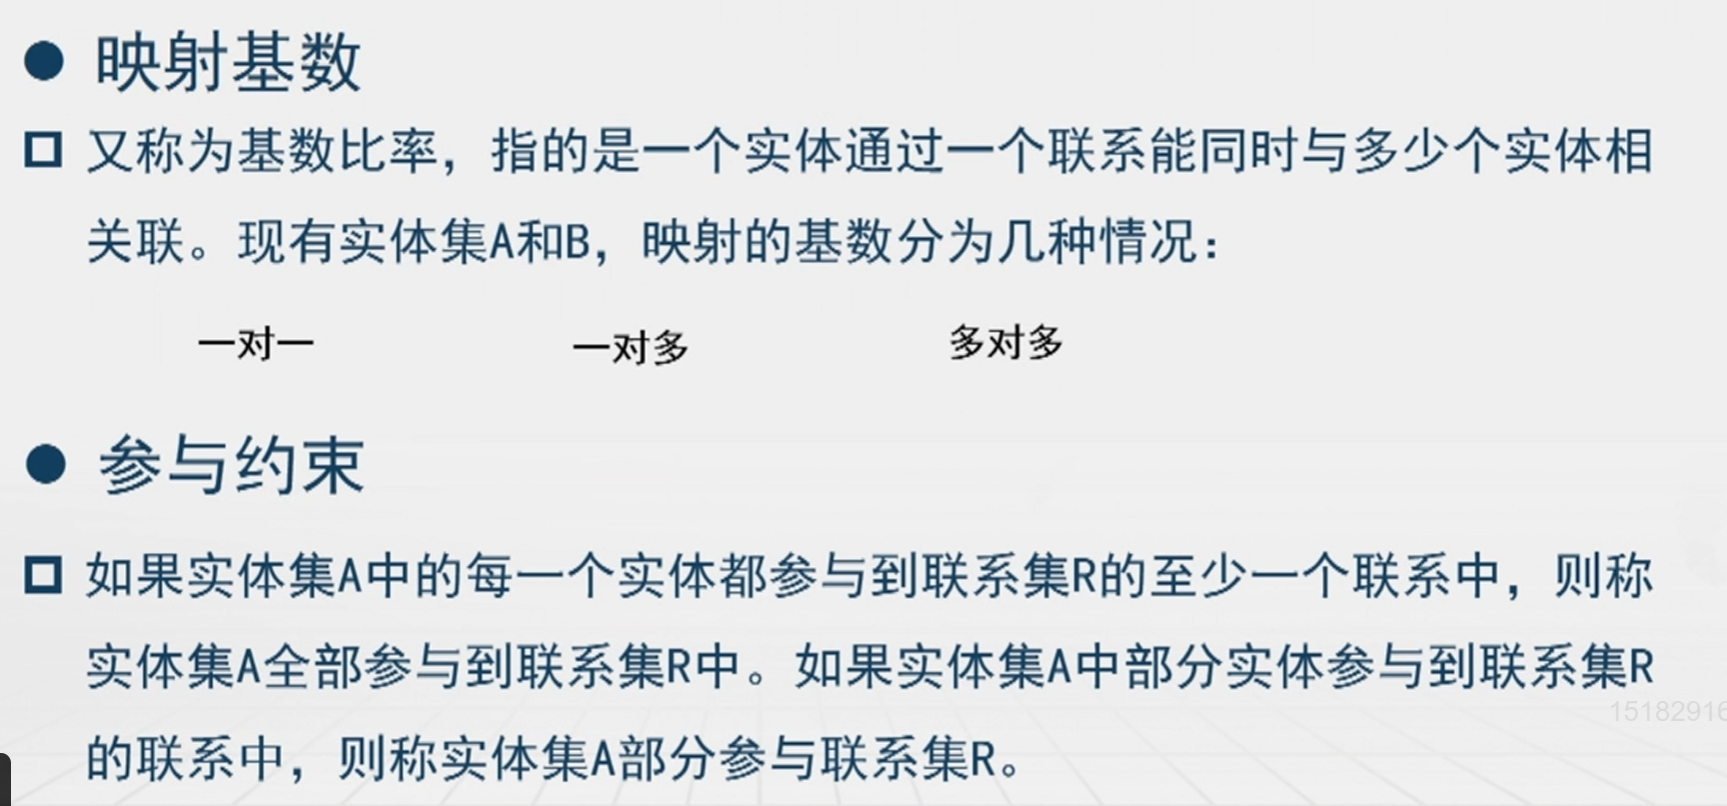 映射基数
又称为基数比率，指的是一个实体通过一个联系能同时与多少个实体相
关联。现有实体集A和B，映射的基数分为几种情况：
一对一 一对多 多对多
参与约束
如果实体集A中的每一个实体都参与到联系集R的至少一个联系中，则称
实体集A全部参与到联系集R中。如果实体集A中部分实体参与到联系集R
15182916
的联系中，则称实体集A部分参与联系集R。